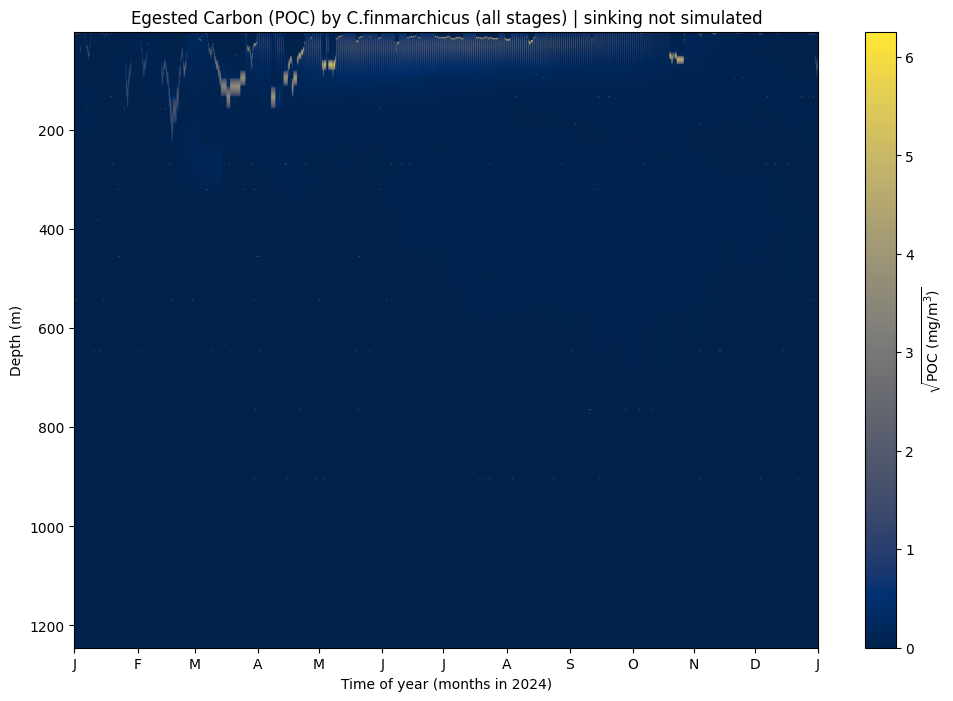 Egested Carbon (POC) by C.finmarchicus (all stages) | sinking not simulated
Depth (m)
200
400
600
800
1000
1200
J F M A M J J A S O N D J
Time of year (months in 2024)
6
5
4
3
2
1
0
√POC (mg/m³)